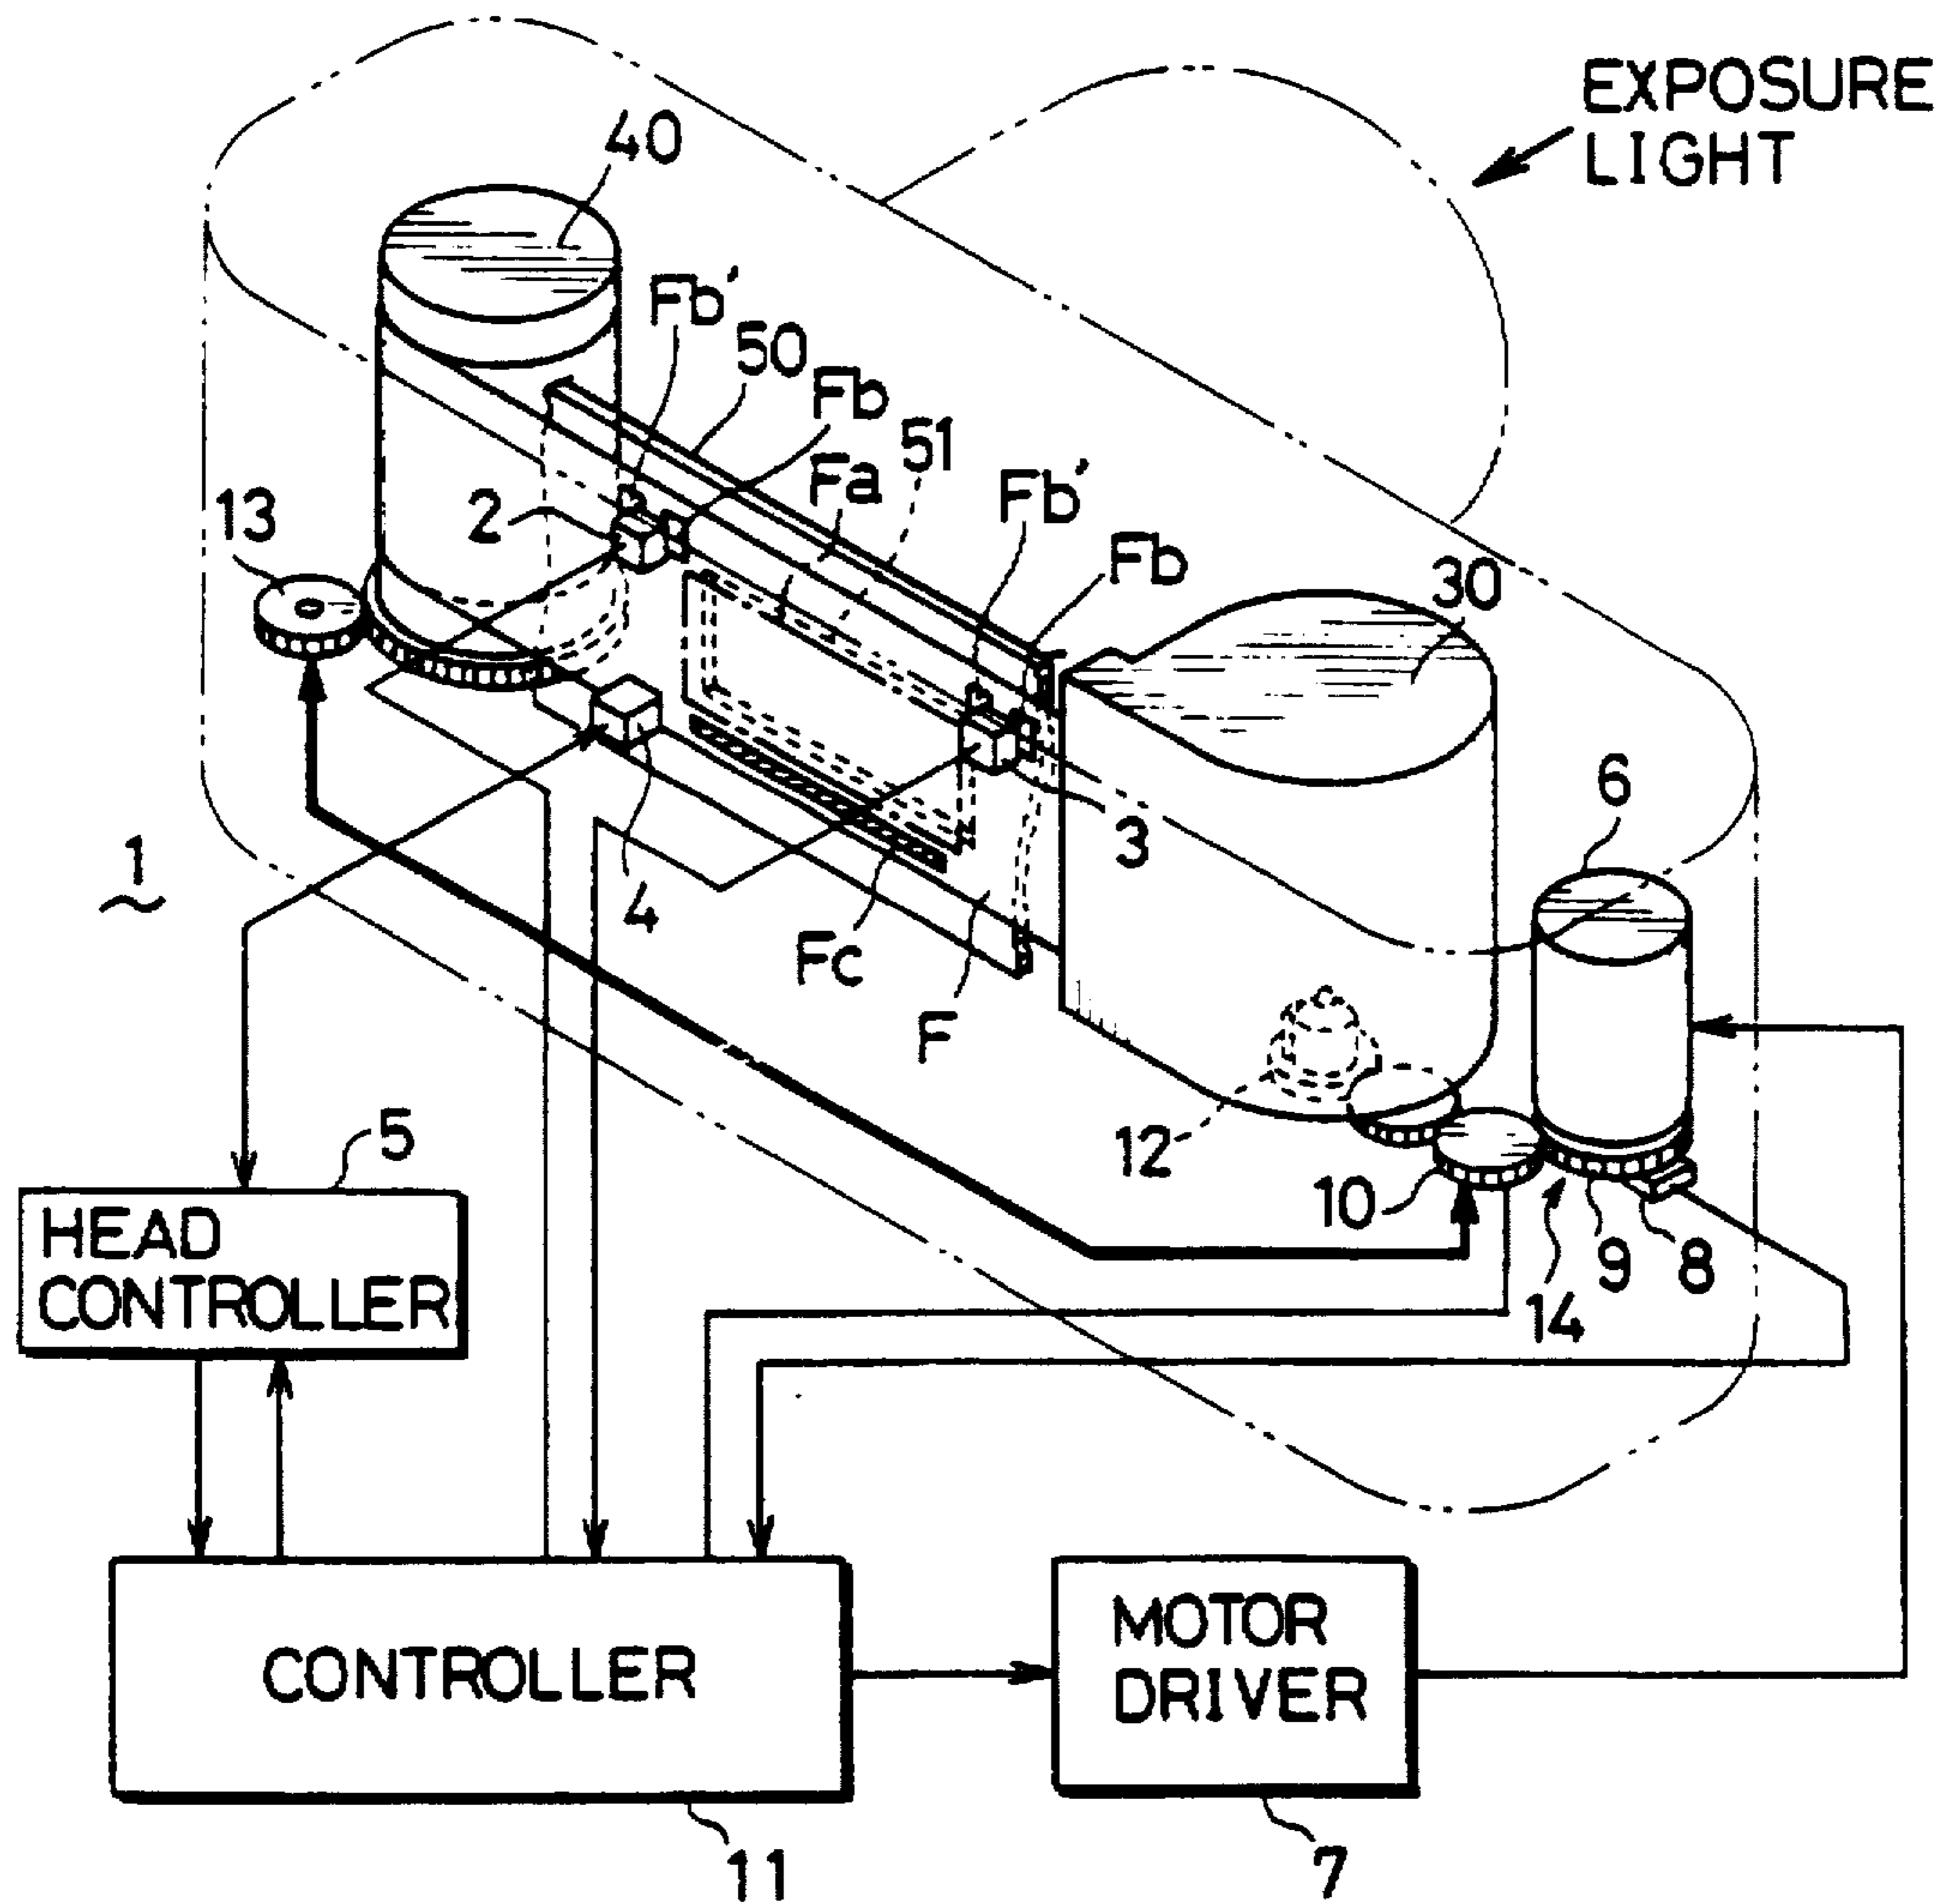 EXPOSURE
LIGHT
40
Fb'
50
Fb
Fa
51
Fb'
Fb
30
13
2
6
3
1
4
Fc
F
12
10
14
9
8
5
HEAD
CONTROLLER
CONTROLLER
MOTOR
DRIVER
11
7